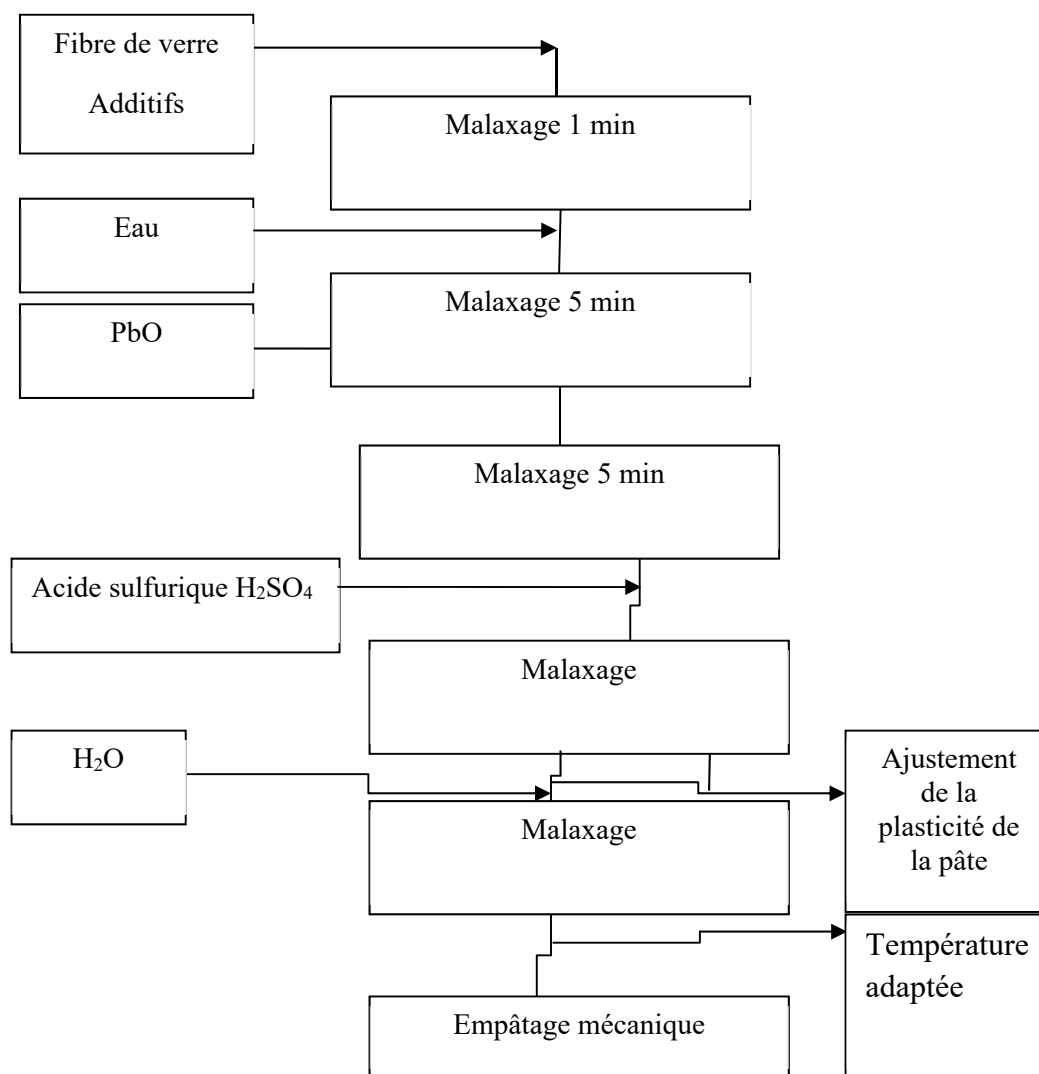 Fibre de verre
Additifs
Malaxage 1 min
Eau
Malaxage 5 min
PbO
Malaxage 5 min
Acide sulfurique H₂SO₄
Malaxage
H₂O
Ajustement
de la
plasticité de
la pâte
Malaxage
Température
adaptée
Empâtage mécanique